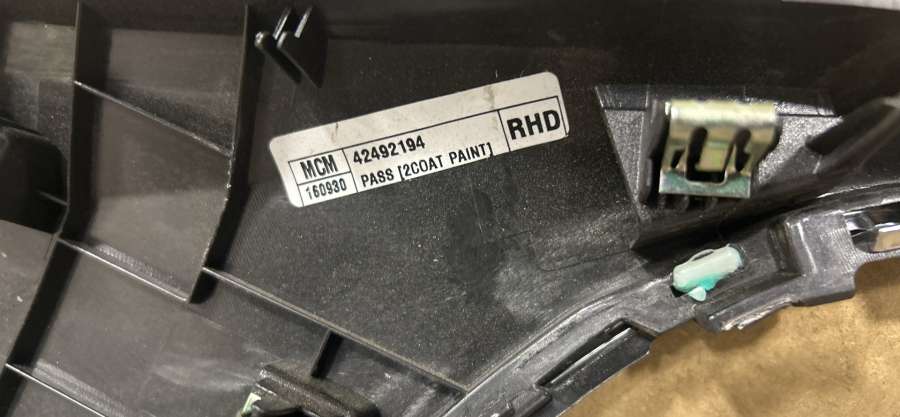 MCM 42492194 RHD
160930 PASS [2COAT PAINT]